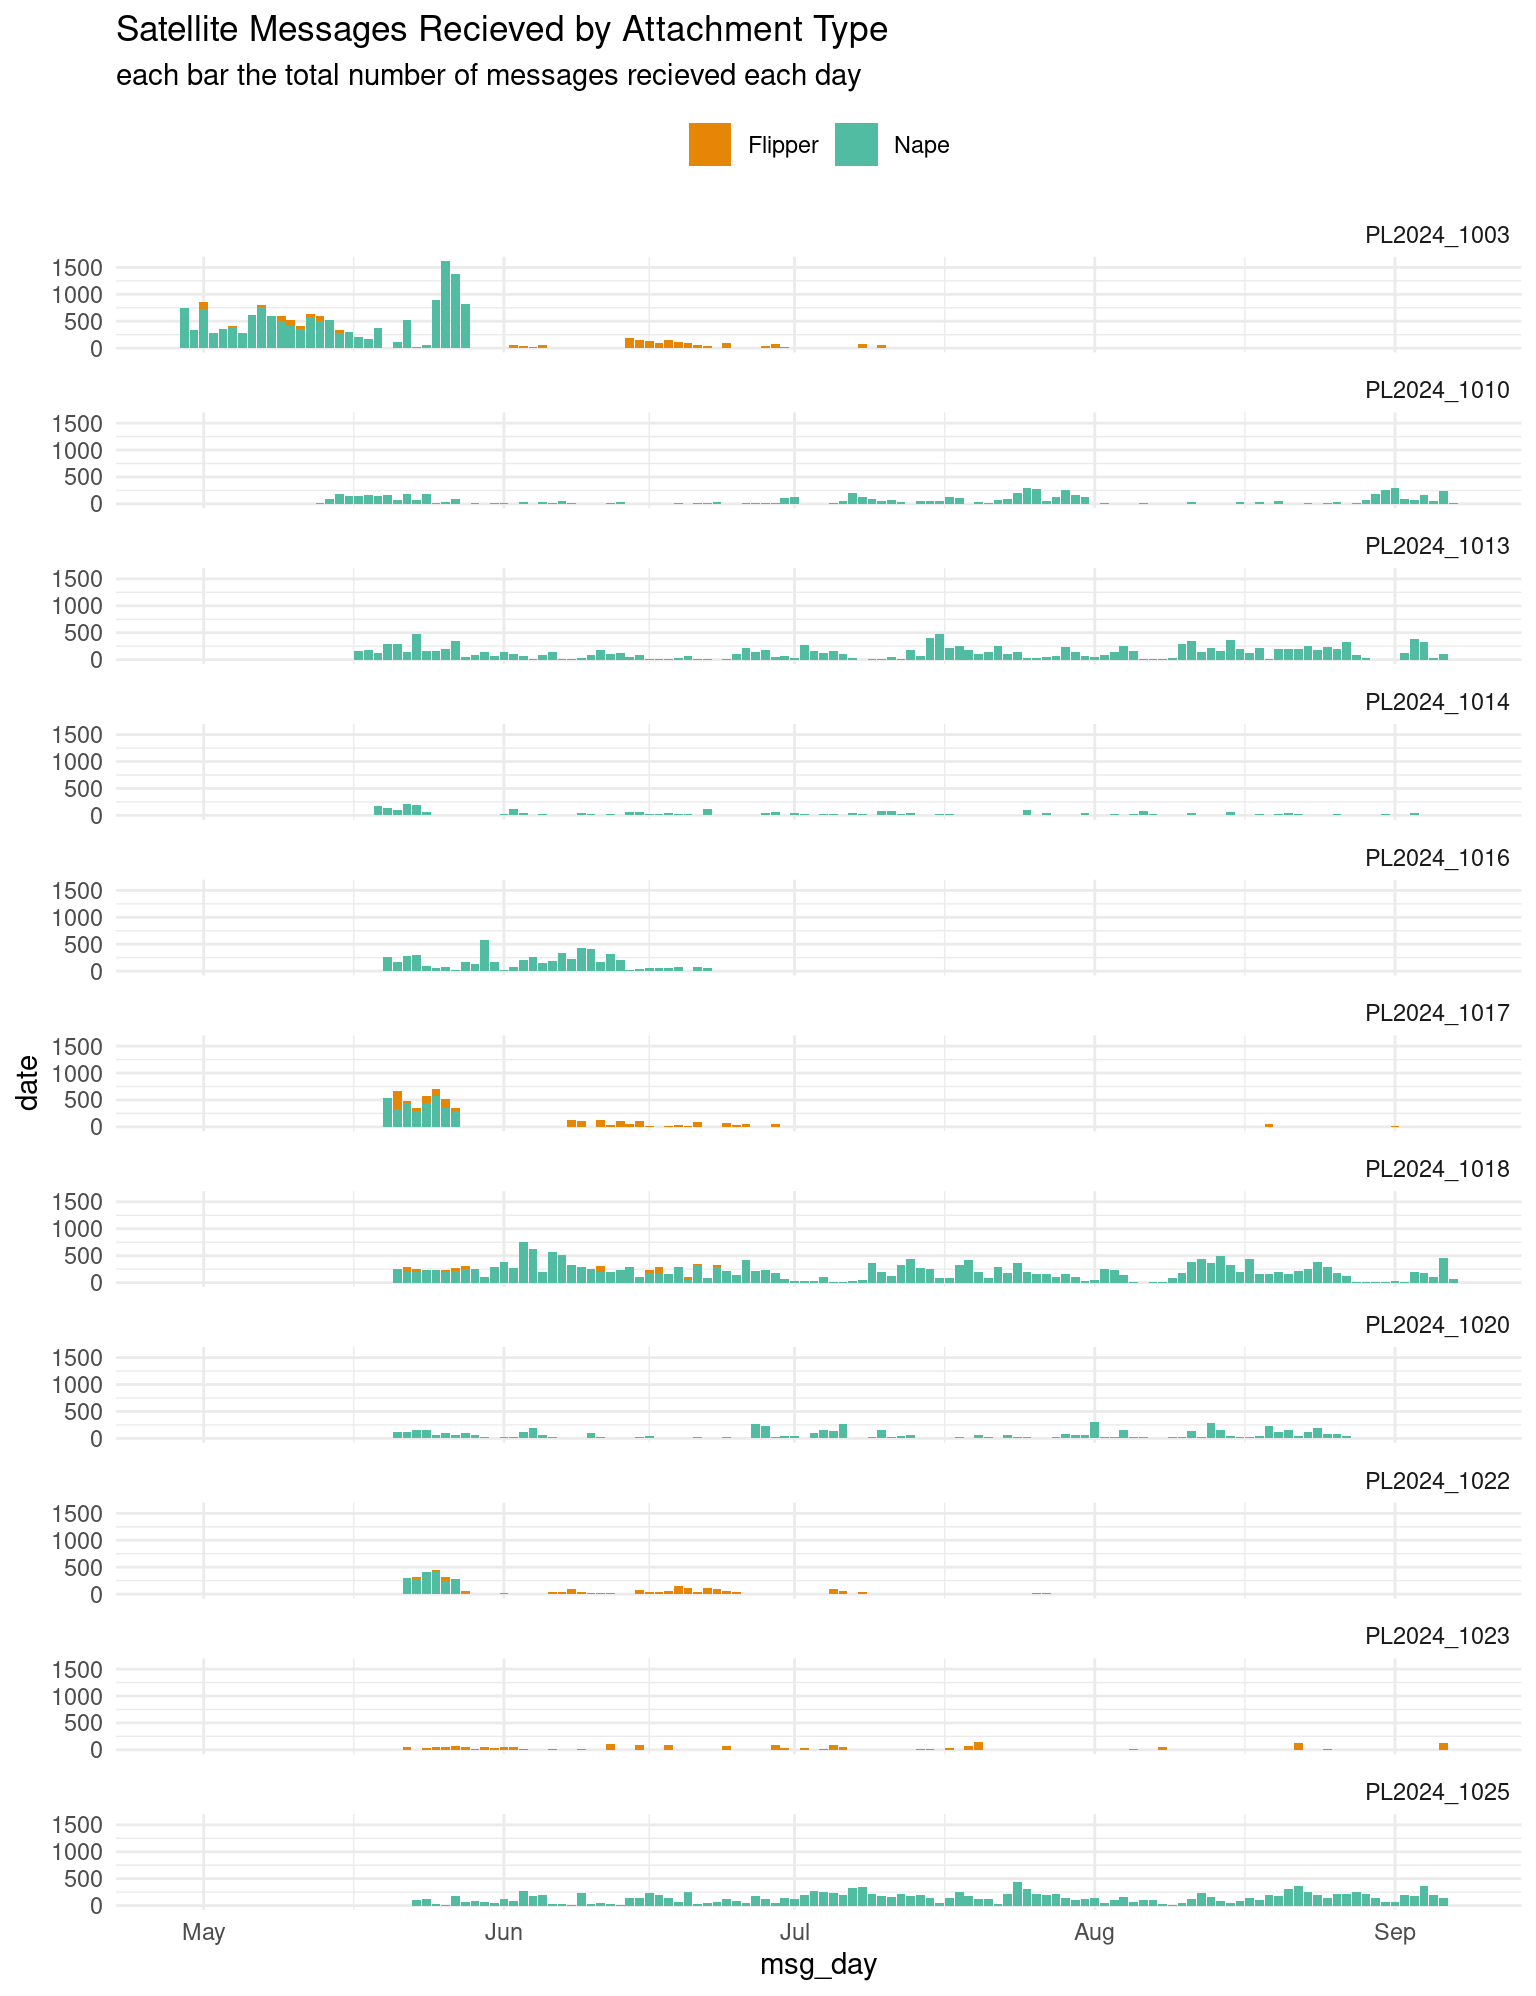 Satellite Messages Recieved by Attachment Type
each bar the total number of messages recieved each day
Flipper Nape
PL2024_1003
1500
1000
500
0
PL2024_1010
1500
1000
500
0
PL2024_1013
1500
1000
500
0
PL2024_1014
1500
1000
500
0
PL2024_1016
1500
1000
500
0
PL2024_1017
1500
1000
500
0
date
PL2024_1018
1500
1000
500
0
PL2024_1020
1500
1000
500
0
PL2024_1022
1500
1000
500
0
PL2024_1023
1500
1000
500
0
PL2024_1025
1500
1000
500
0
May Jun Jul Aug Sep
msg_day